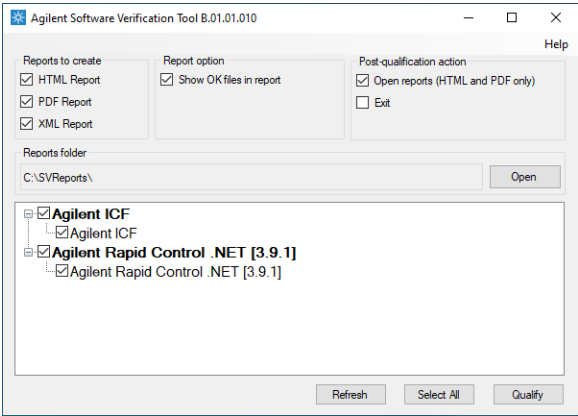 Agilent Software Verification Tool B.01.01.010
Help
Reports to create
HTML Report
PDF Report
XML Report
Report option
Show OK files in report
Post-qualification action
Open reports (HTML and PDF only)
Exit
Reports folder
C:\SVReports\
Open
Agilent ICF
Agilent ICF
Agilent Rapid Control .NET [3.9.1]
Agilent Rapid Control .NET [3.9.1]
Refresh
Select All
Qualify